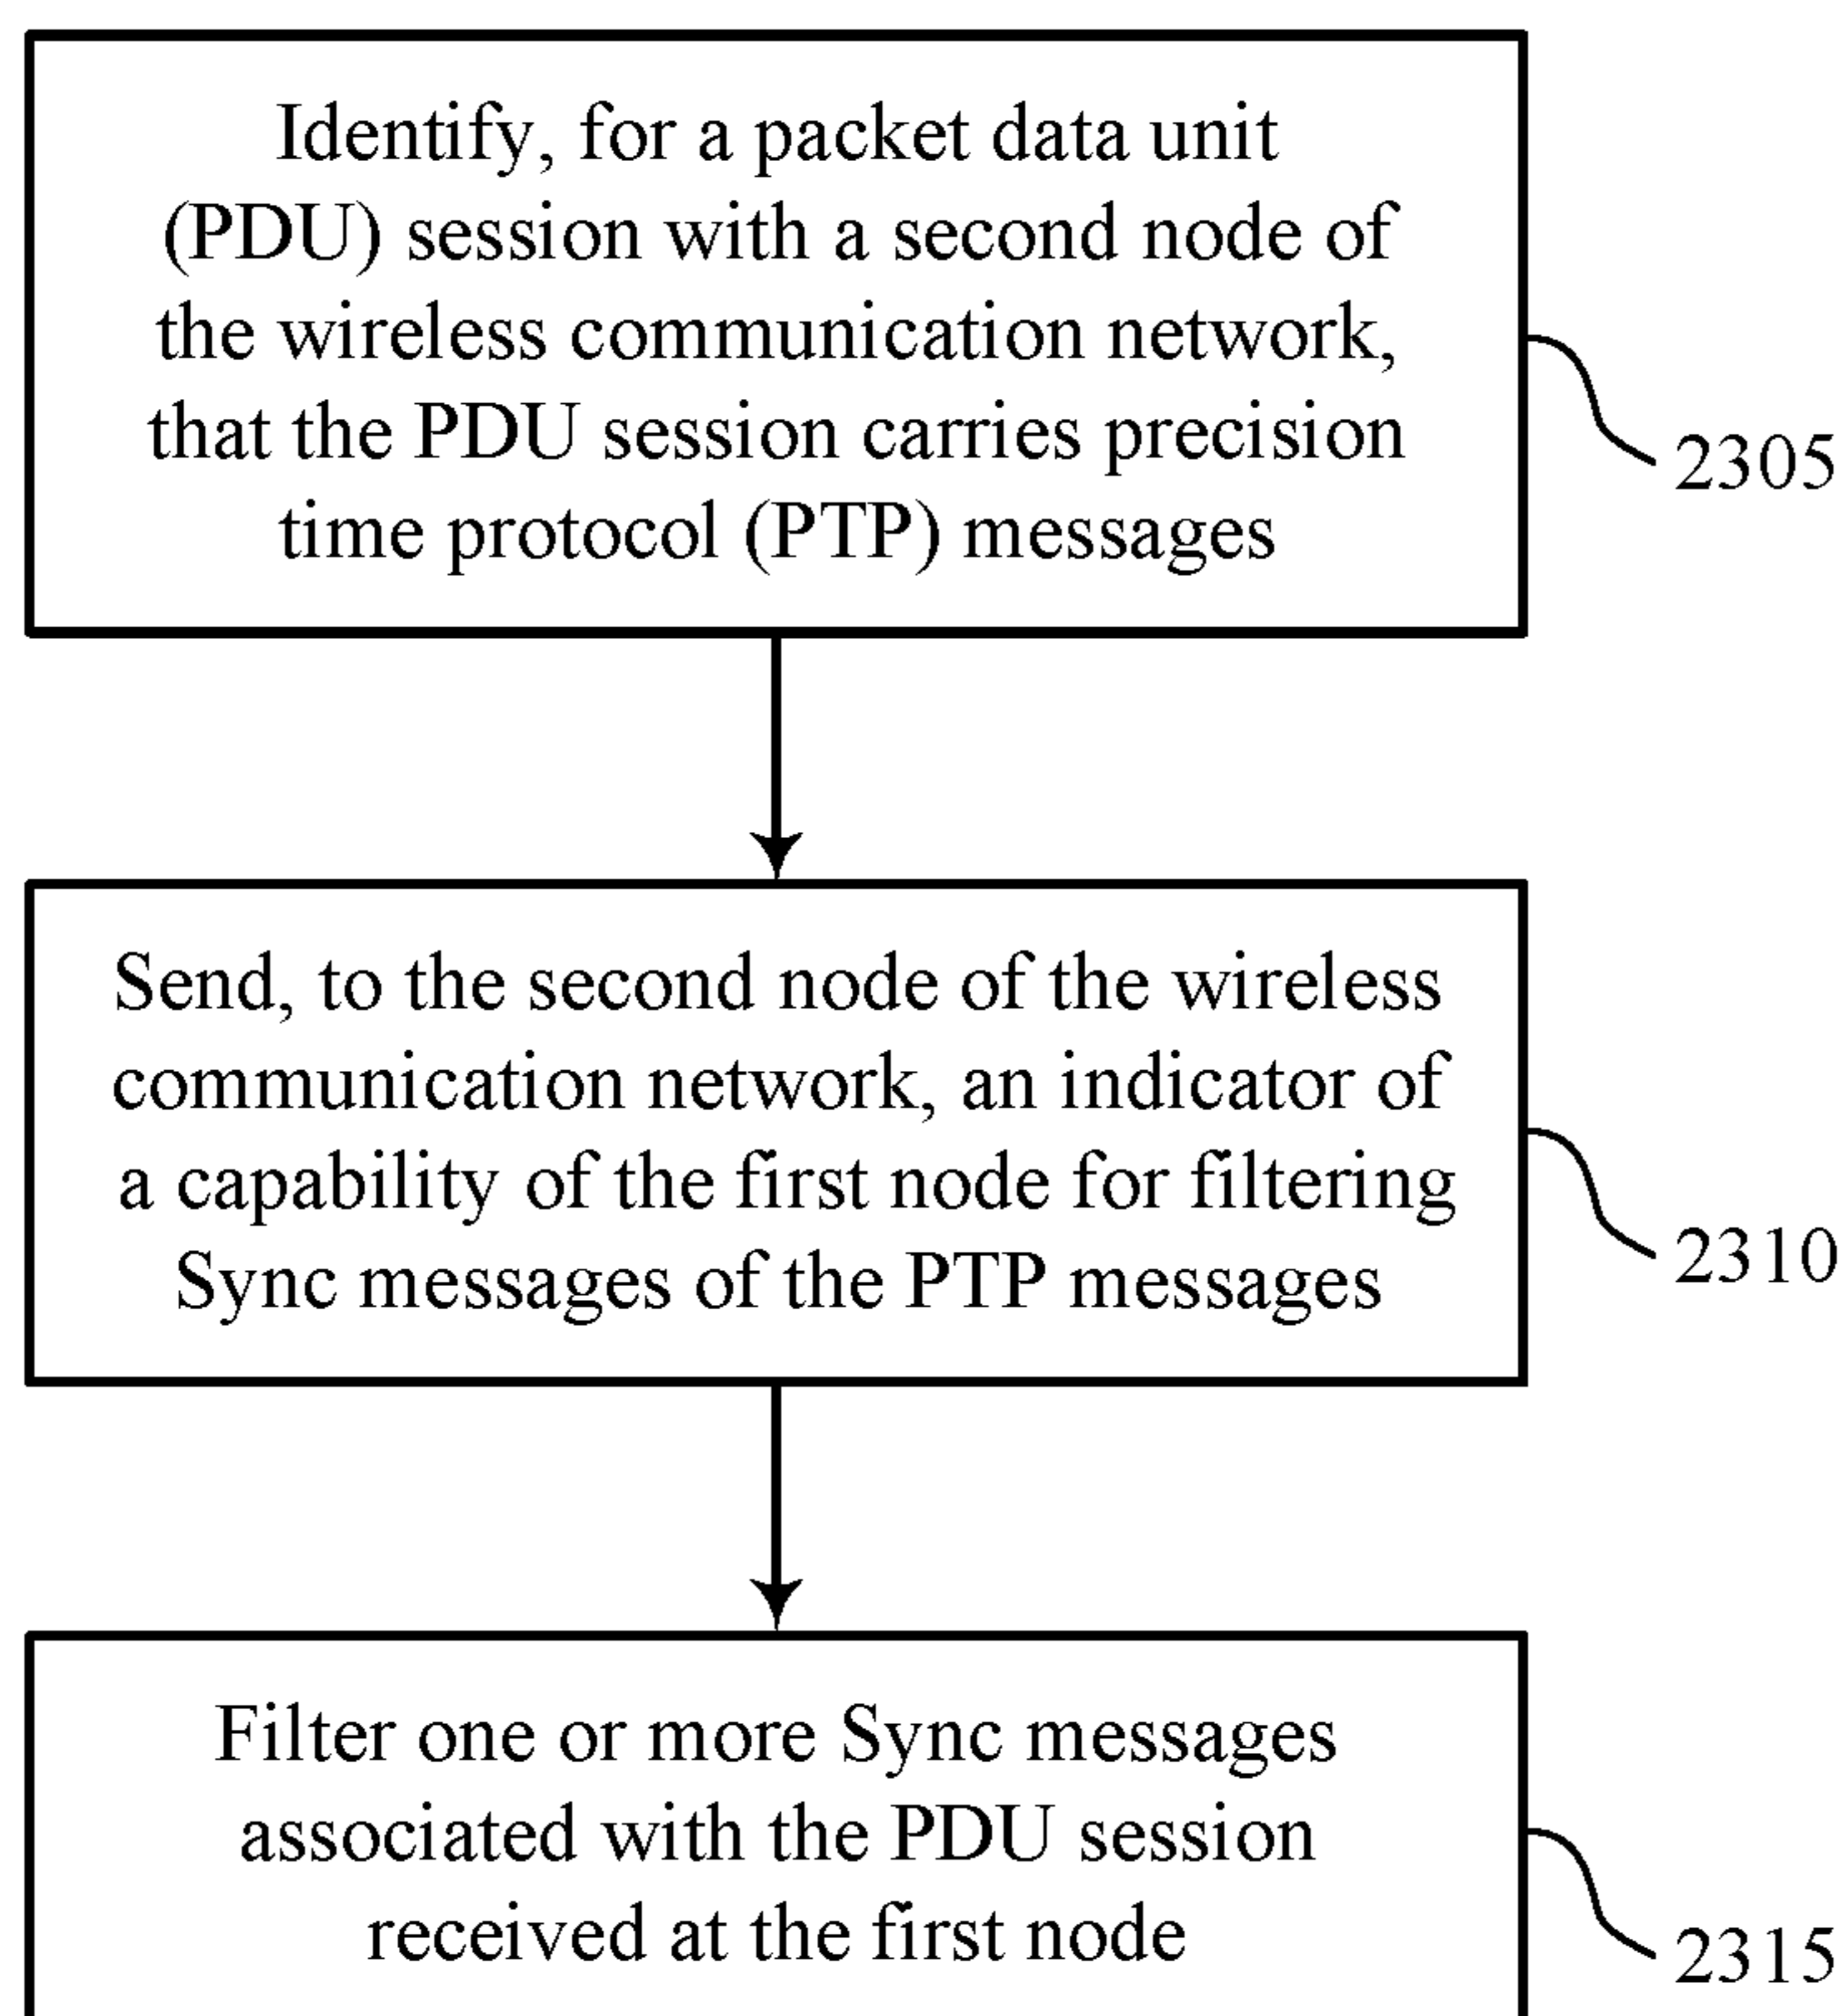 Identify, for a packet data unit
(PDU) session with a second node of
the wireless communication network,
that the PDU session carries precision
time protocol (PTP) messages
2305
Send, to the second node of the wireless
communication network, an indicator of
a capability of the first node for filtering
Sync messages of the PTP messages
2310
Filter one or more Sync messages
associated with the PDU session
received at the first node
2315